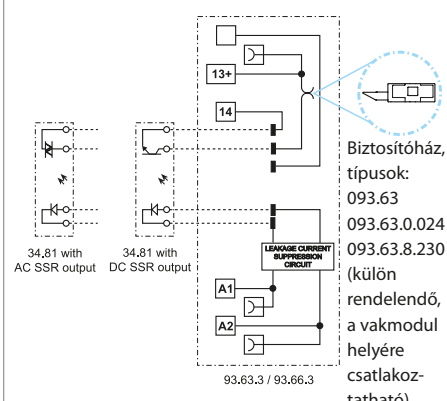 13+
14
34.81 with
AC SSR output
34.81 with
DC SSR output
LEAKAGE CURRENT
SUPPRESSION
CIRCUIT
A1
A2
93.63.3 / 93.66.3
Biztosítóház,
típusok:
093.63
093.63.0.024
093.63.8.230
(külön
rendelendő,
a vakmodul
helyére
csatlakoz-
tatható)